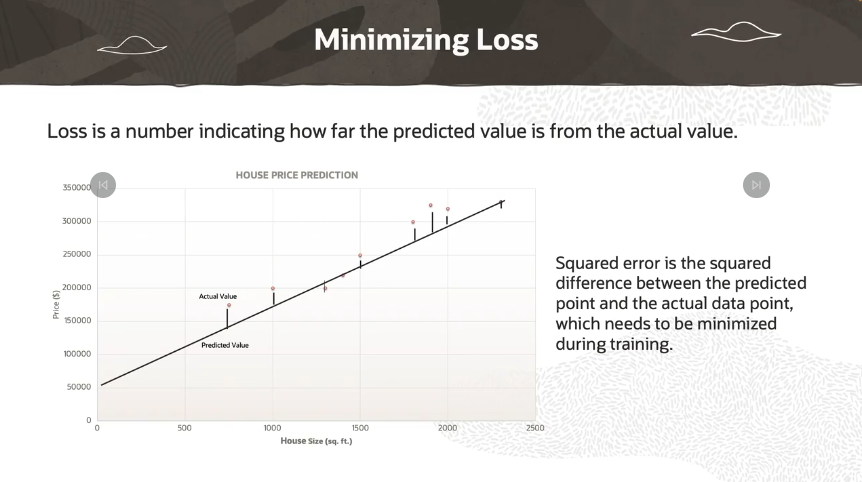 Minimizing Loss
Loss is a number indicating how far the predicted value is from the actual value.
HOUSE PRICE PREDICTION
350000
300000
250000
200000
150000
100000
50000
0
Price ($)
Actual Value
Predicted Value
0 500 1000 1500 2000 2500
House Size (sq. ft.)
Squared error is the squared
difference between the predicted
point and the actual data point,
which needs to be minimized
during training.